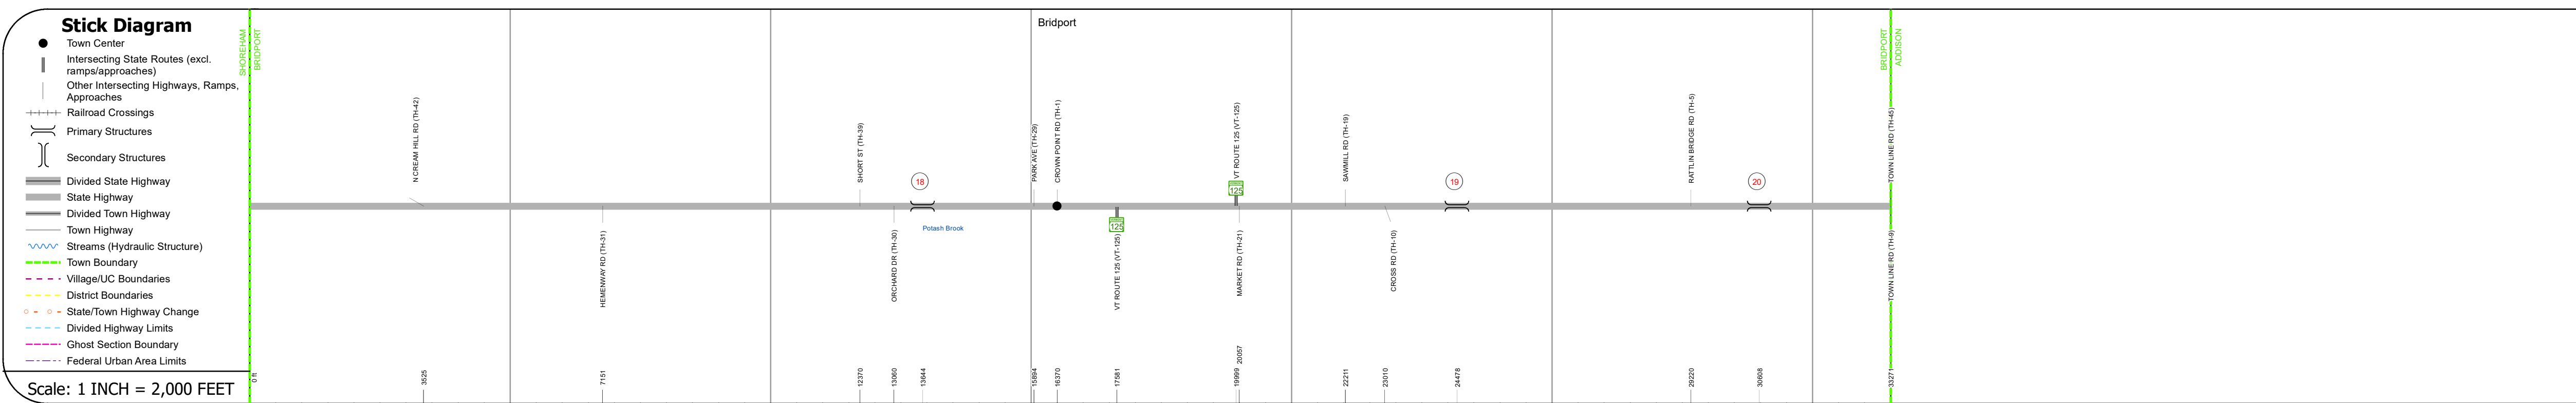 Stick Diagram
Town Center
Intersecting State Routes (excl.
ramps/approaches)
Other Intersecting Highways, Ramps,
Approaches
Railroad Crossings
Primary Structures
Secondary Structures
Divided State Highway
State Highway
Divided Town Highway
Town Highway
Streams (Hydraulic Structure)
Town Boundary
Village/UC Boundaries
District Boundaries
State/Town Highway Change
Divided Highway Limits
Ghost Section Boundary
Federal Urban Area Limits
Scale: 1 INCH = 2,000 FEET
SHOREHAM
BRIDPORT
Bridport
BRIDPORT
ADDISON
N CREAM HILL RD (TH-42)
SHORT ST (TH-39)
PARK AVE (TH-29)
CROWN POINT RD (TH-1)
VT ROUTE 125 (VT-125)
SAWMILL RD (TH-19)
RATTLIN BRIDGE RD (TH-5)
TOWN LINE RD (TH-45)
18
125
19
20
125
Potash Brook
HEMENWAY RD (TH-31)
ORCHARD DR (TH-30)
VT ROUTE 125 (VT-125)
MARKET RD (TH-21)
CROSS RD (TH-10)
TOWN LINE RD (TH-9)
0 ft
3525
7151
12370
13060
13644
15894
16370
17581
19999
20057
22211
23010
24478
29220
30608
33271